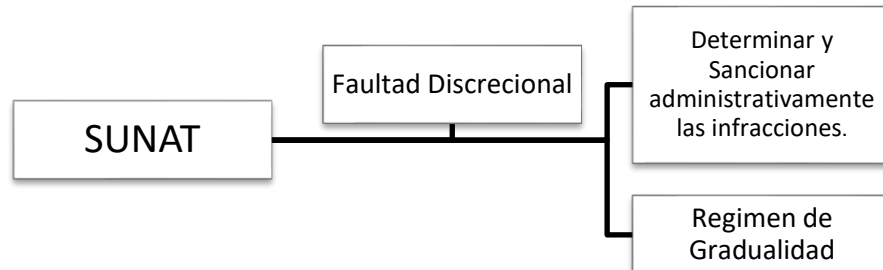 SUNAT
Faultad Discrecional
Determinar y
Sancionar
administrativamente
las infracciones.
Regimen de
Gradualidad